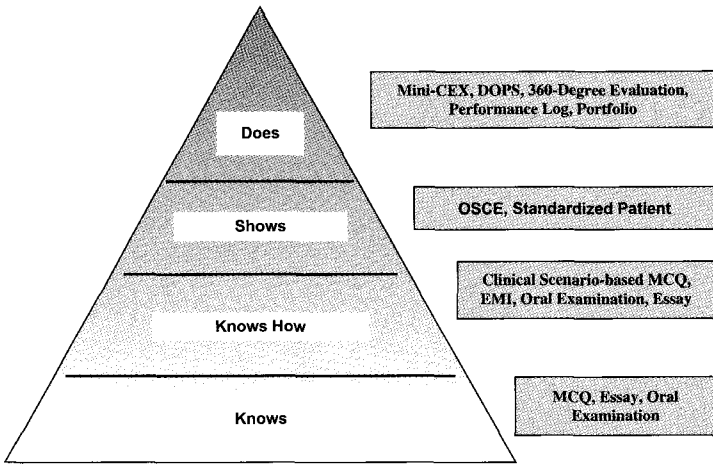 Does
Mini-CEX, DOPS, 360-Degree Evaluation,
Performance Log, Portfolio
Shows
OSCE, Standardized Patient
Knows How
Clinical Scenario-based MCQ,
EMI, Oral Examination, Essay
Knows
MCQ, Essay, Oral
Examination